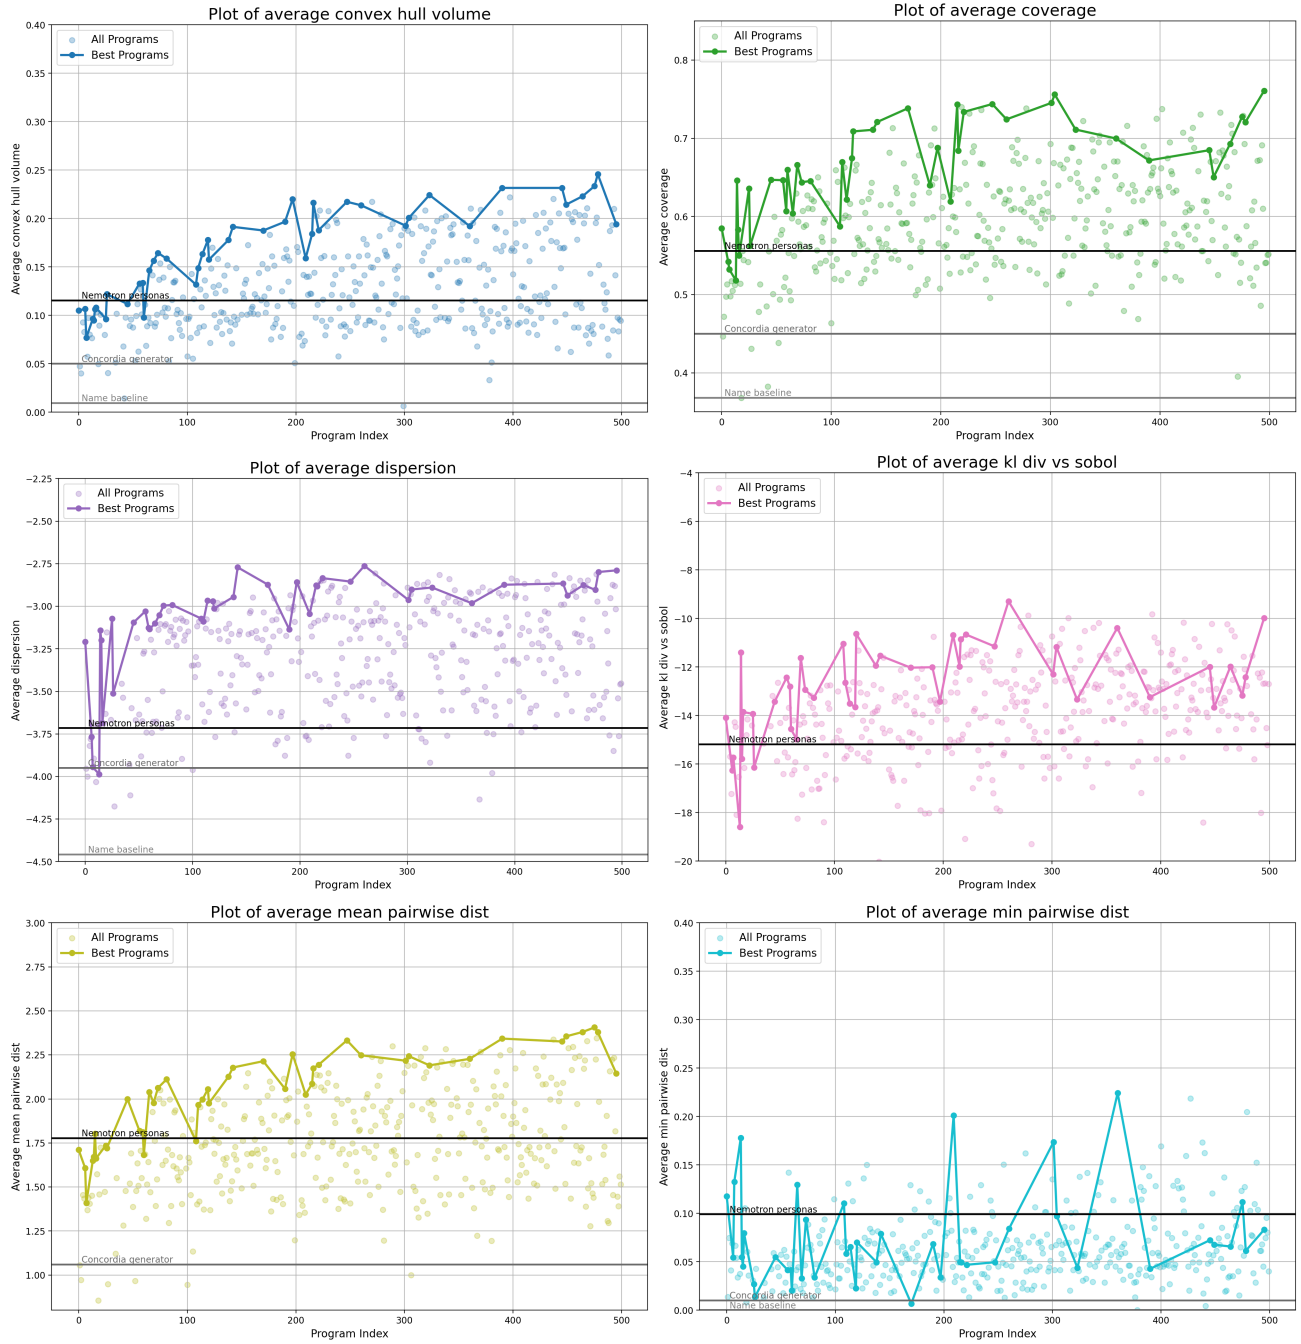 Plot of average convex hull volume
All Programs
Best Programs
0.40
0.35
0.30
0.25
0.20
0.15
0.10
0.05
0.00
Average convex hull volume
Nemotron personas
Concordia generator
Name baseline
0
100
200
300
400
500
Program Index
Plot of average coverage
All Programs
Best Programs
0.8
0.7
0.6
0.5
0.4
Average coverage
Nemotron personas
Concordia generator
Name baseline
0
100
200
300
400
500
Program Index
Plot of average dispersion
All Programs
Best Programs
−2.25
−2.50
−2.75
−3.00
−3.25
−3.50
−3.75
−4.00
−4.25
−4.50
Average dispersion
Nemotron personas
Concordia generator
Name baseline
0
100
200
300
400
500
Program Index
Plot of average kl div vs sobol
All Programs
Best Programs
−4
−6
−8
−10
−12
−14
−16
−18
−20
Average kl div vs sobol
Nemotron personas
0
100
200
300
400
500
Program Index
Plot of average mean pairwise dist
All Programs
Best Programs
3.00
2.75
2.50
2.25
2.00
1.75
1.50
1.25
1.00
Average mean pairwise dist
Nemotron personas
Concordia generator
0
100
200
300
400
500
Program Index
Plot of average min pairwise dist
All Programs
Best Programs
0.40
0.35
0.30
0.25
0.20
0.15
0.10
0.05
0.00
Average min pairwise dist
Nemotron personas
Concordia generator
Name baseline
0
100
200
300
400
500
Program Index